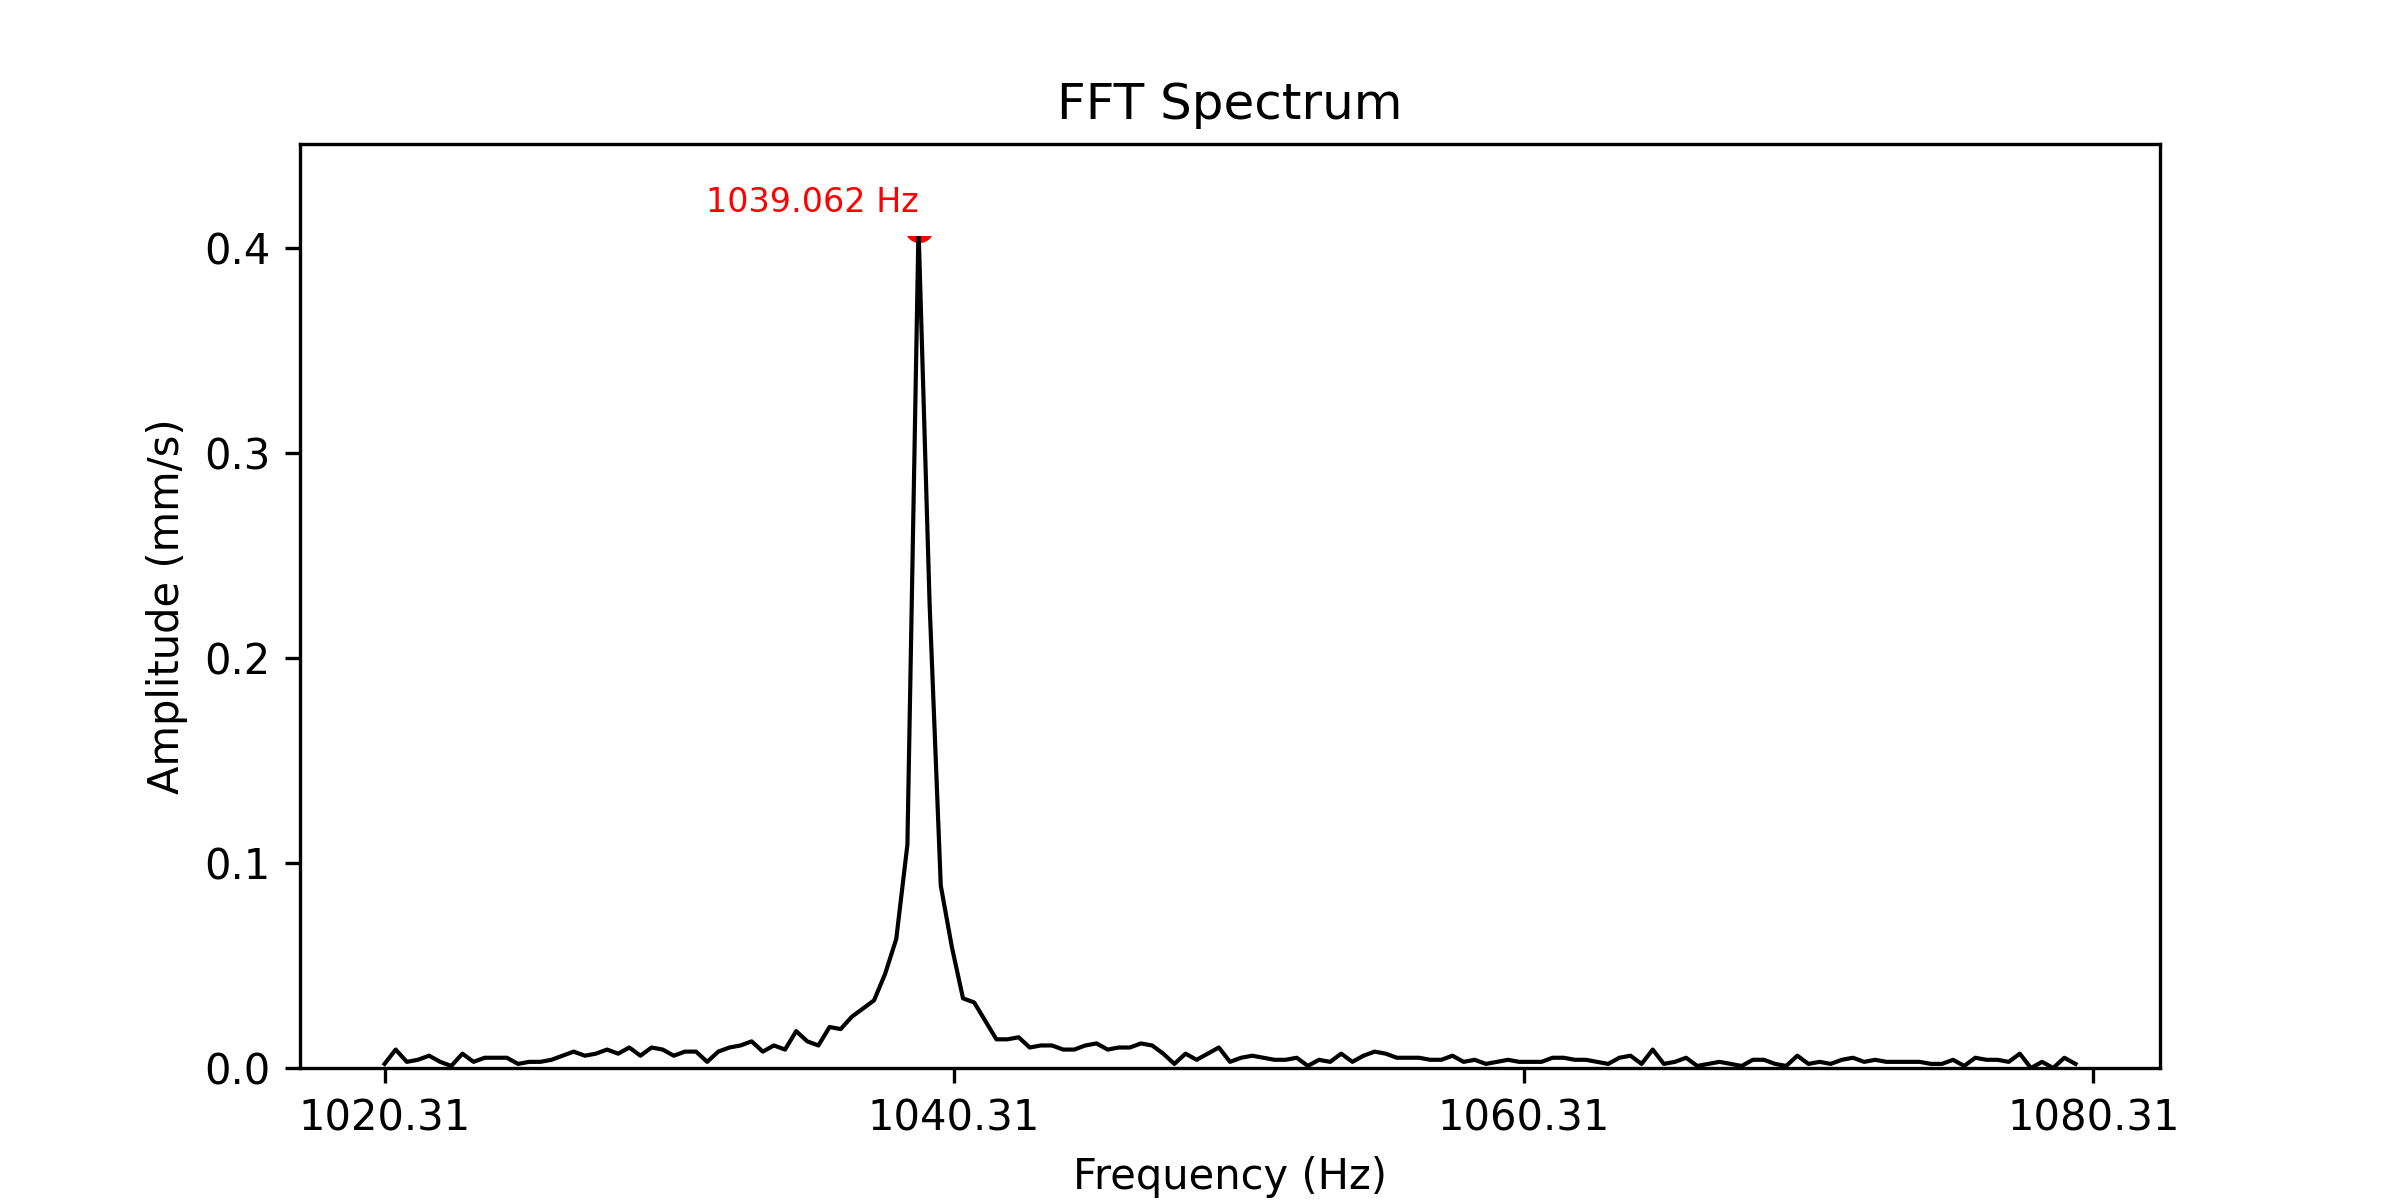 FFT Spectrum
1039.062 Hz
0.4
0.3
0.2
0.1
0.0
Amplitude (mm/s)
1020.31 1040.31 1060.31 1080.31
Frequency (Hz)